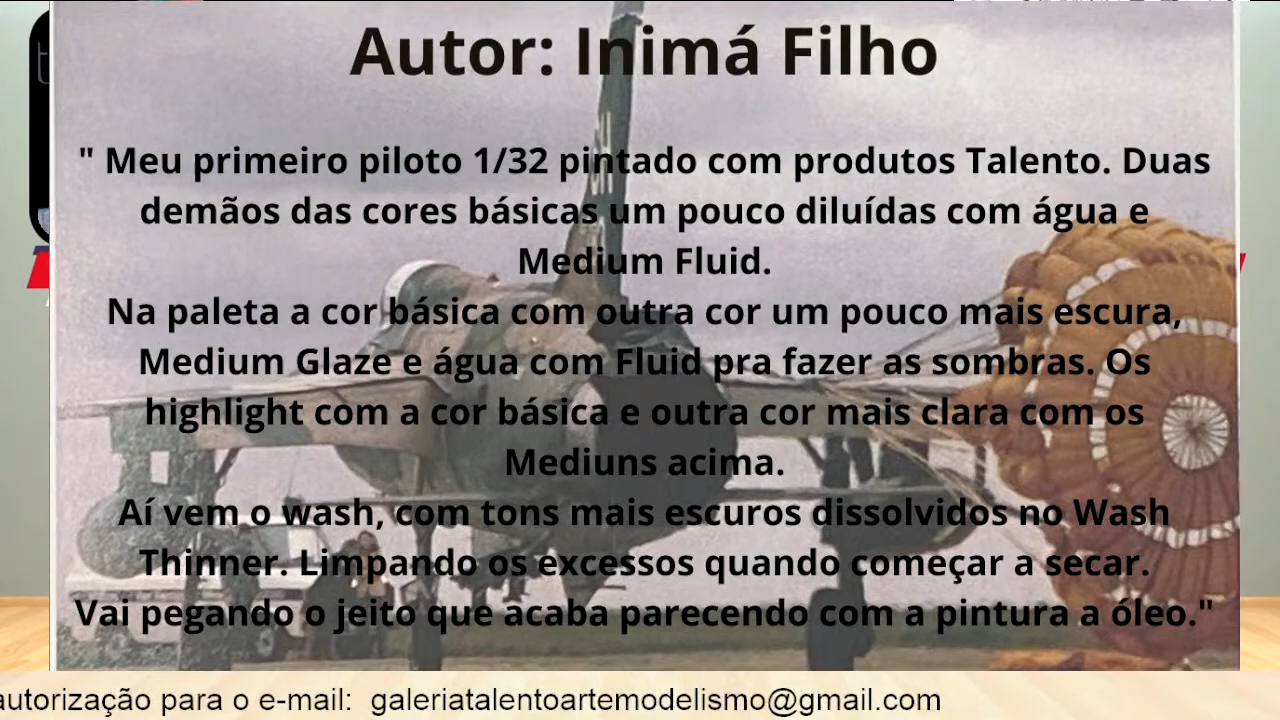 Autor: Inimá Filho
" Meu primeiro piloto 1/32 pintado com produtos Talento. Duas
demãos das cores básicas um pouco diluídas com água e
Medium Fluid.
Na paleta a cor básica com outra cor um pouco mais escura,
Medium Glaze e água com Fluid pra fazer as sombras. Os
highlight com a cor básica e outra cor mais clara com os
Mediuns acima.
Aí vem o wash, com tons mais escuros dissolvidos no Wash
Thinner. Limpando os excessos quando começar a secar.
Vai pegando o jeito que acaba parecendo com a pintura a óleo."
autorização para o e-mail: galeriatalentoartemodelismo@gmail.com